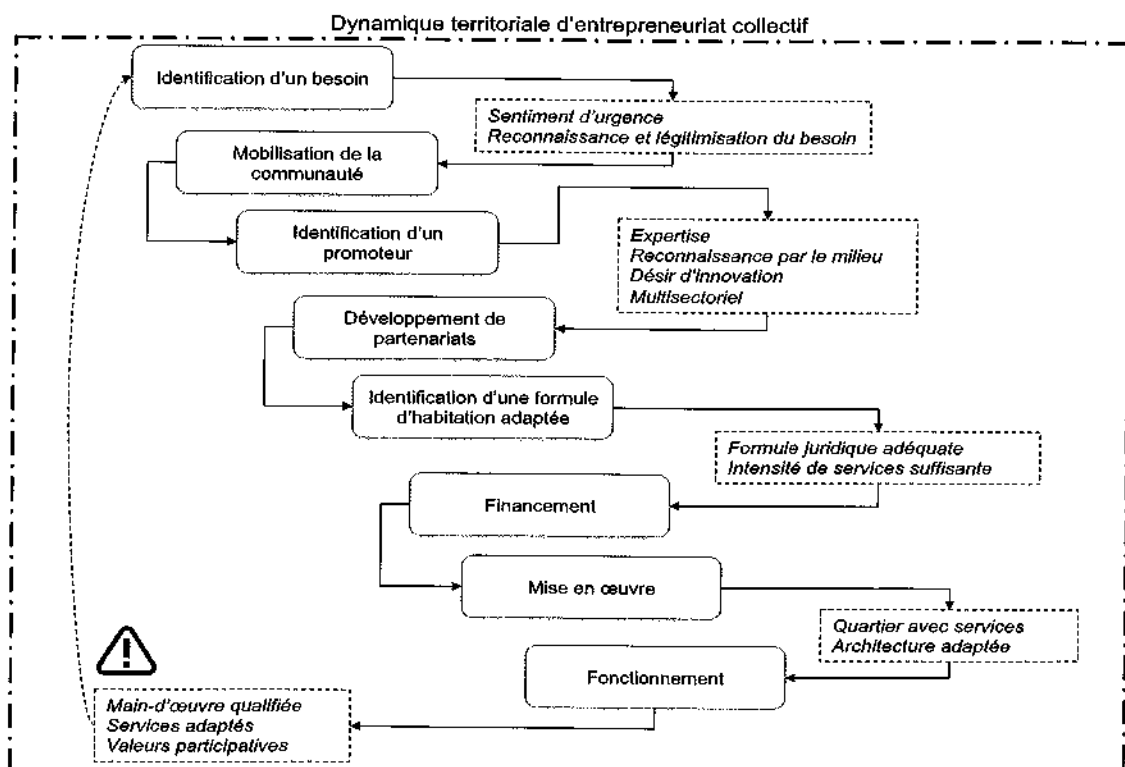 Dynamique territoriale d'entrepreneuriat collectif
Identification d'un besoin
Sentiment d'urgence
Reconnaissance et légitimisation du besoin
Mobilisation de la
communauté
Identification d'un
promoteur
Expertise
Reconnaissance par le milieu
Désir d'innovation
Multisectoriel
Développement de
partenariats
Identification d'une formule
d'habitation adaptée
Formule juridique adéquate
Intensité de services suffisante
Financement
Mise en œuvre
Quartier avec services
Architecture adaptée
Fonctionnement
Main-d'œuvre qualifiée
Services adaptés
Valeurs participatives